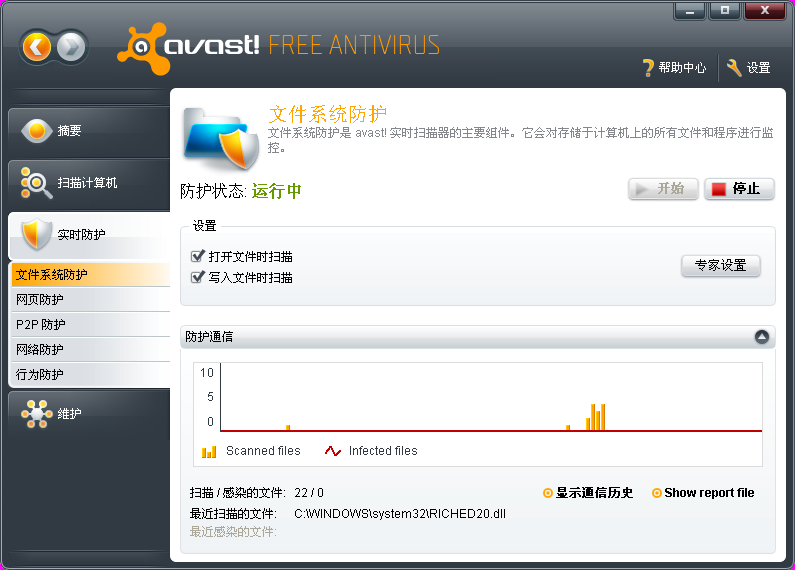 avast! FREE ANTIVIRUS
帮助中心
设置
摘要
扫描计算机
实时防护
文件系统防护
网页防护
P2P 防护
网络防护
行为防护
维护
文件系统防护
文件系统防护是 avast! 实时扫描器的主要组件。它会对存储于计算机上的所有文件和程序进行监
控。
防护状态: 运行中
开始
停止
设置
打开文件时扫描
写入文件时扫描
专家设置
防护通信
10
5
0
Scanned files
Infected files
扫描 / 感染的文件: 22 / 0
显示通信历史
Show report file
最近扫描的文件: C:\WINDOWS\system32\RICHED20.dll
最近感染的文件: